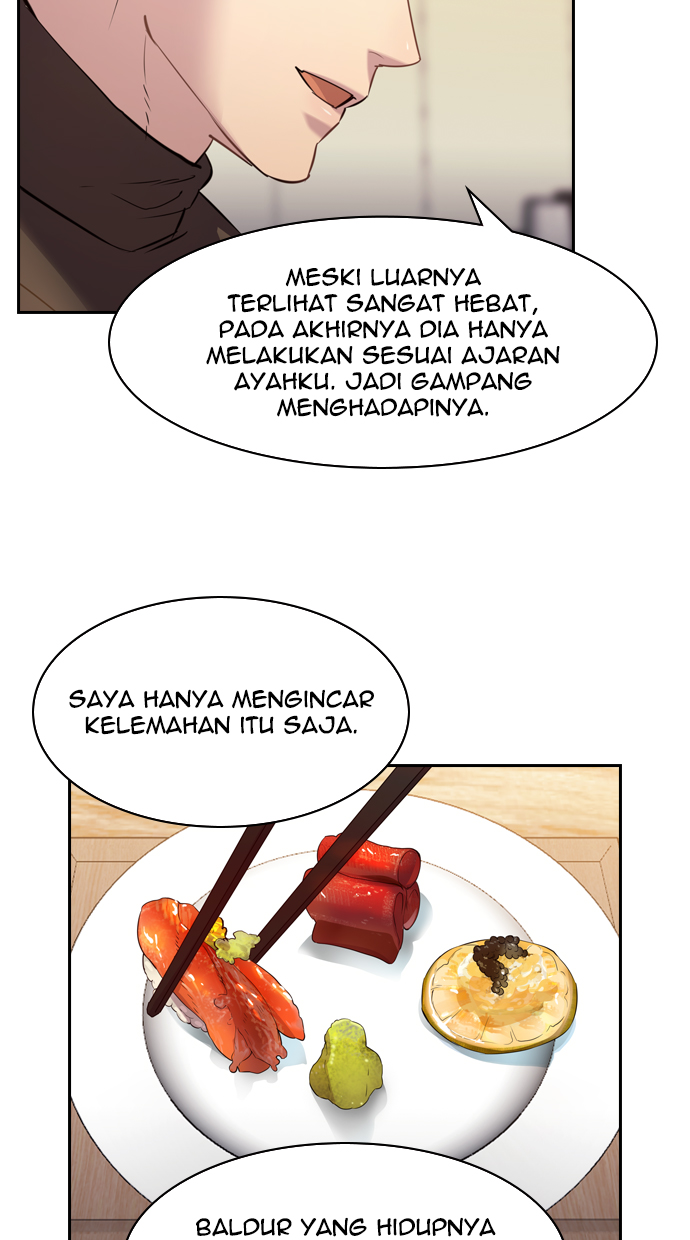 MESKI LUARNYA
TERLIHAT SANGAT HEBAT,
PADA AKHIRNYA DIA HANYA
MELAKUKAN SESUAI AJARAN
AYAHKU. JADI GAMPANG
MENGHADAPINYA.
SAYA HANYA MENGINCAR
KELEMAHAN ITU SAJA.
BALDUR YANG HIDUPNYA